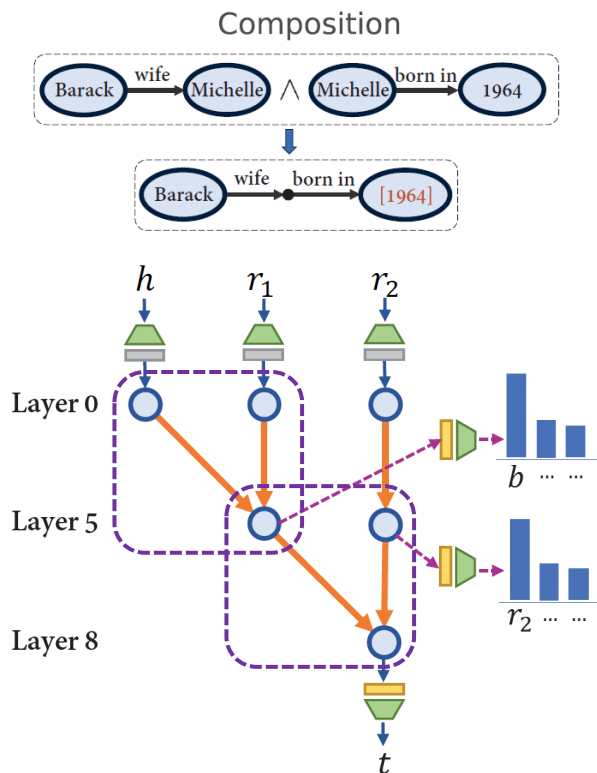 Composition
Barack wife Michelle ∧ Michelle born in 1964
Barack wife born in [1964]
h r₁ r₂
Layer 0
b ... ...
Layer 5
r₂ ... ...
Layer 8
t